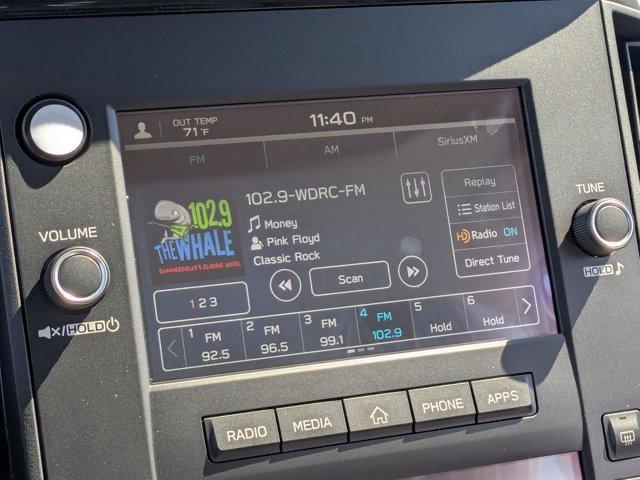 OUT TEMP
71°F
11:40 PM
FM AM SiriusXM
102.9
THE WHALE
CONNECTICUT'S CLASSIC ROCK
102.9-WDRC-FM
Money
Pink Floyd
Classic Rock
Replay
Station List
HD Radio ON
Direct Tune
Scan
1 2 3
1 FM 92.5
2 FM 96.5
3 FM 99.1
4 FM 102.9
5 Hold
6 Hold
VOLUME
HOLD
TUNE
HOLD
RADIO MEDIA PHONE APPS